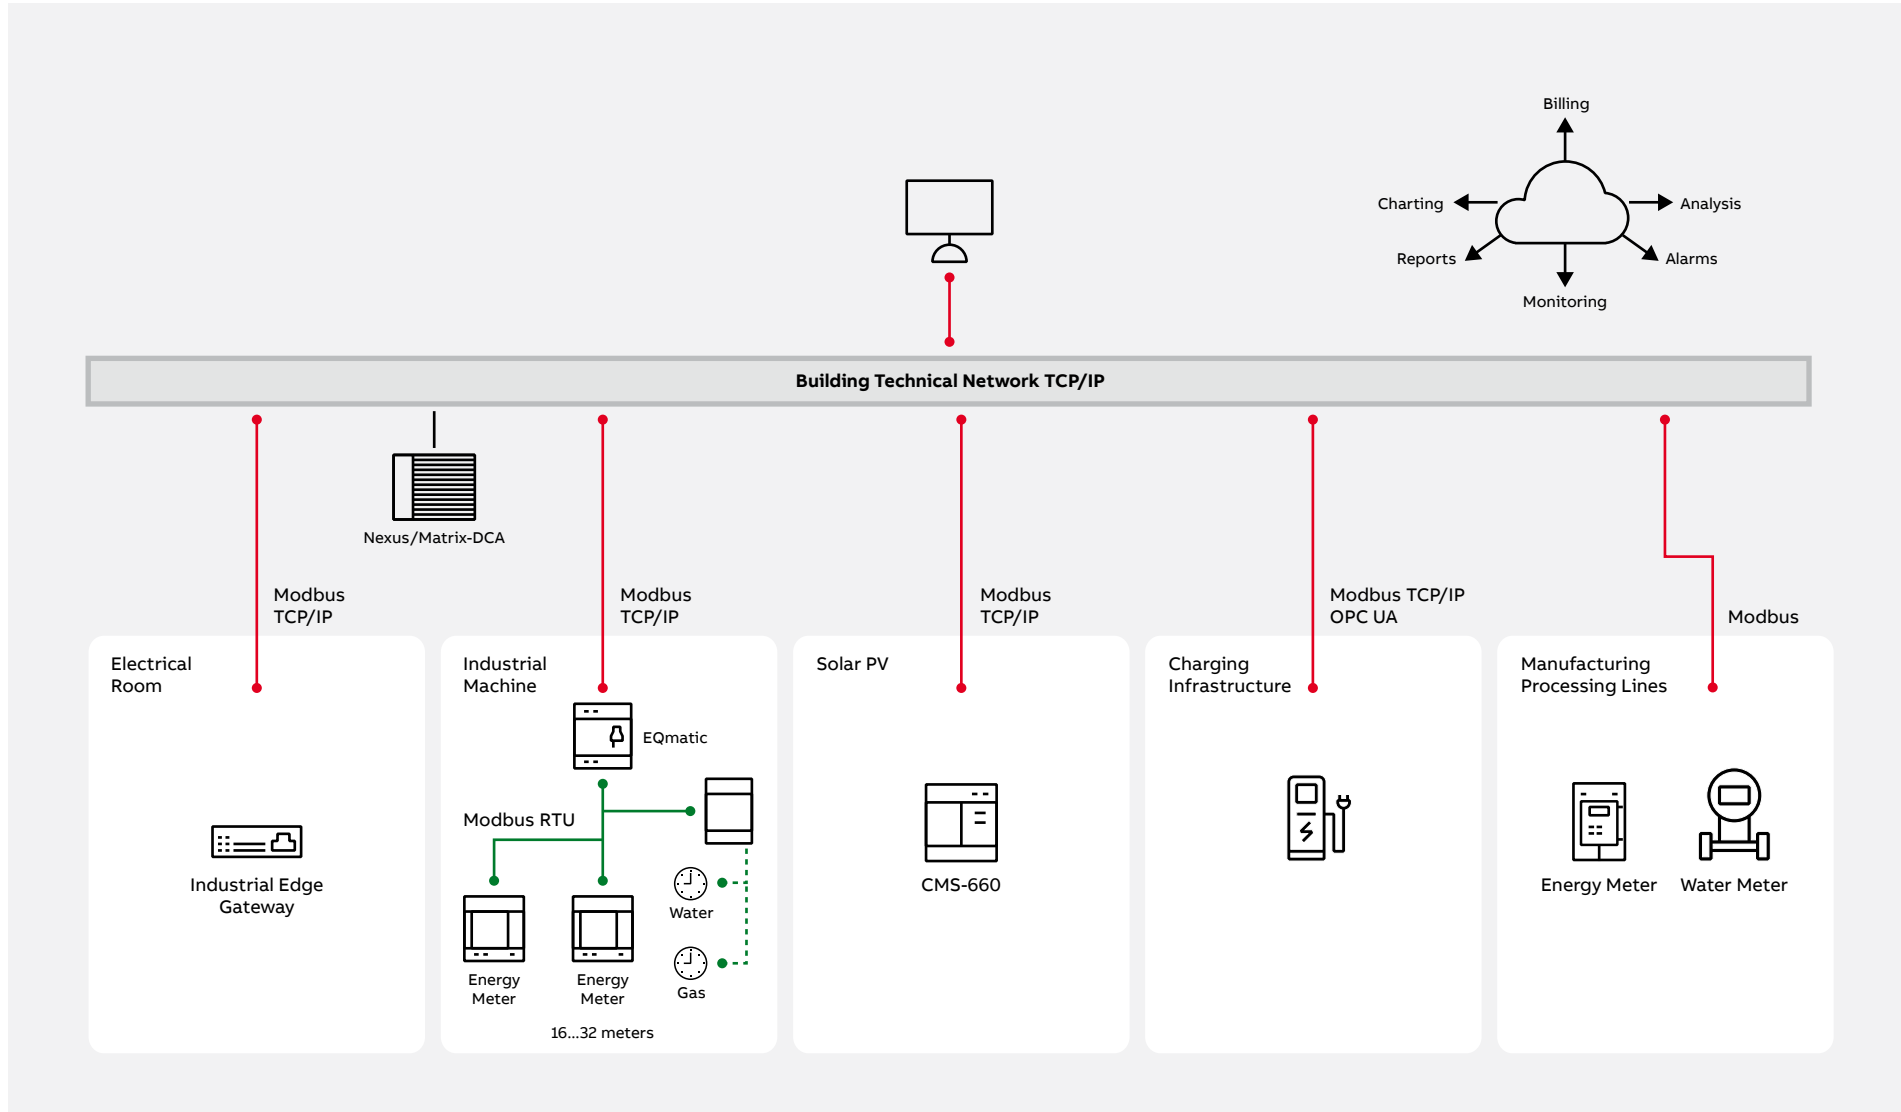 Billing
Charting
Analysis
Reports
Alarms
Monitoring
Building Technical Network TCP/IP
Nexus/Matrix-DCA
Modbus
TCP/IP
Modbus
TCP/IP
Modbus
TCP/IP
Modbus TCP/IP
OPC UA
Modbus
Electrical
Room
Industrial Edge
Gateway
Industrial
Machine
EQmatic
Modbus RTU
Water
Gas
Energy
Meter
Energy
Meter
16...32 meters
Solar PV
CMS-660
Charging
Infrastructure
Manufacturing
Processing Lines
Energy Meter
Water Meter